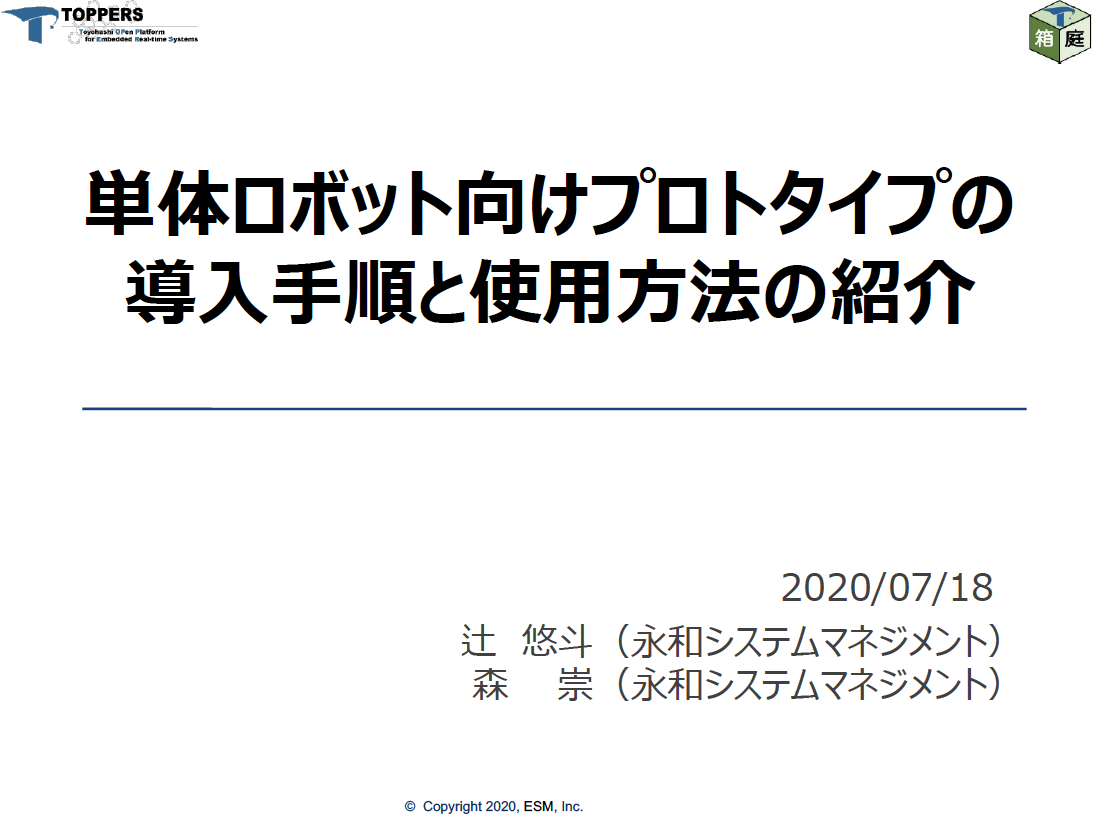 TOPPERS
Toyohashi OPen Platform
for Embedded Real-time Systems
箱 庭
単体ロボット向けプロトタイプの
導入手順と使用方法の紹介
2020/07/18
辻 悠斗（永和システムマネジメント）
森 崇（永和システムマネジメント）
© Copyright 2020, ESM, Inc.